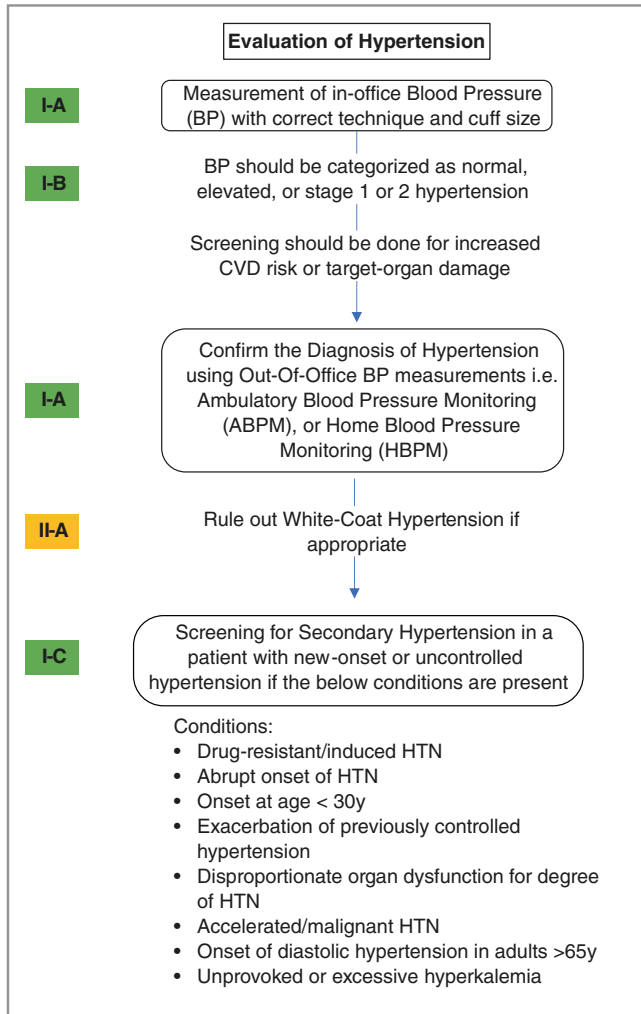 Evaluation of Hypertension
I-A
Measurement of in-office Blood Pressure
(BP) with correct technique and cuff size
I-B
BP should be categorized as normal,
elevated, or stage 1 or 2 hypertension
Screening should be done for increased
CVD risk or target-organ damage
I-A
Confirm the Diagnosis of Hypertension
using Out-Of-Office BP measurements i.e.
Ambulatory Blood Pressure Monitoring
(ABPM), or Home Blood Pressure
Monitoring (HBPM)
II-A
Rule out White-Coat Hypertension if
appropriate
I-C
Screening for Secondary Hypertension in a
patient with new-onset or uncontrolled
hypertension if the below conditions are present
Conditions:
• Drug-resistant/induced HTN
• Abrupt onset of HTN
• Onset at age < 30y
• Exacerbation of previously controlled
hypertension
• Disproportionate organ dysfunction for degree
of HTN
• Accelerated/malignant HTN
• Onset of diastolic hypertension in adults >65y
• Unprovoked or excessive hyperkalemia